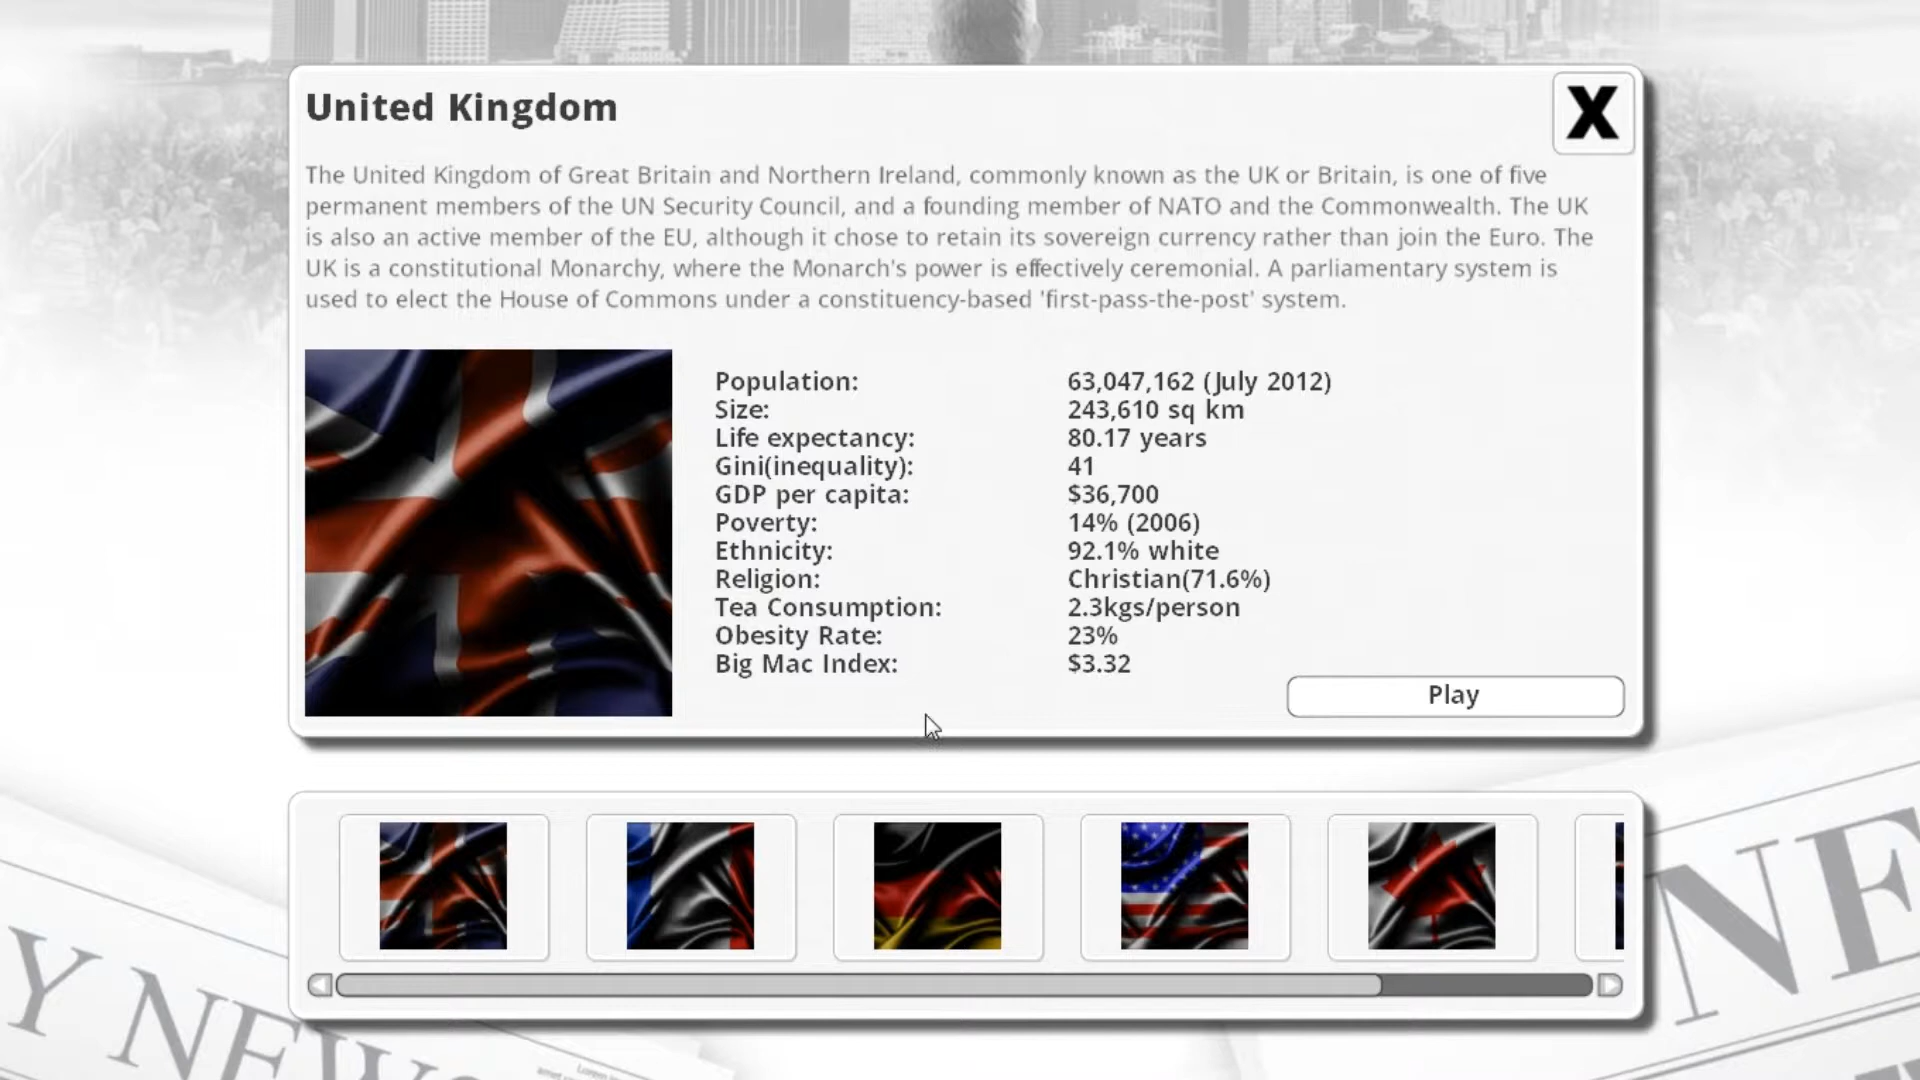 United Kingdom
X
The United Kingdom of Great Britain and Northern Ireland, commonly known as the UK or Britain, is one of five
permanent members of the UN Security Council, and a founding member of NATO and the Commonwealth. The UK
is also an active member of the EU, although it chose to retain its sovereign currency rather than join the Euro. The
UK is a constitutional Monarchy, where the Monarch's power is effectively ceremonial. A parliamentary system is
used to elect the House of Commons under a constituency-based 'first-pass-the-post' system.
Population: 63,047,162 (July 2012)
Size: 243,610 sq km
Life expectancy: 80.17 years
Gini(inequality): 41
GDP per capita: $36,700
Poverty: 14% (2006)
Ethnicity: 92.1% white
Religion: Christian(71.6%)
Tea Consumption: 2.3kgs/person
Obesity Rate: 23%
Big Mac Index: $3.32
Play
Y NEWS
NE